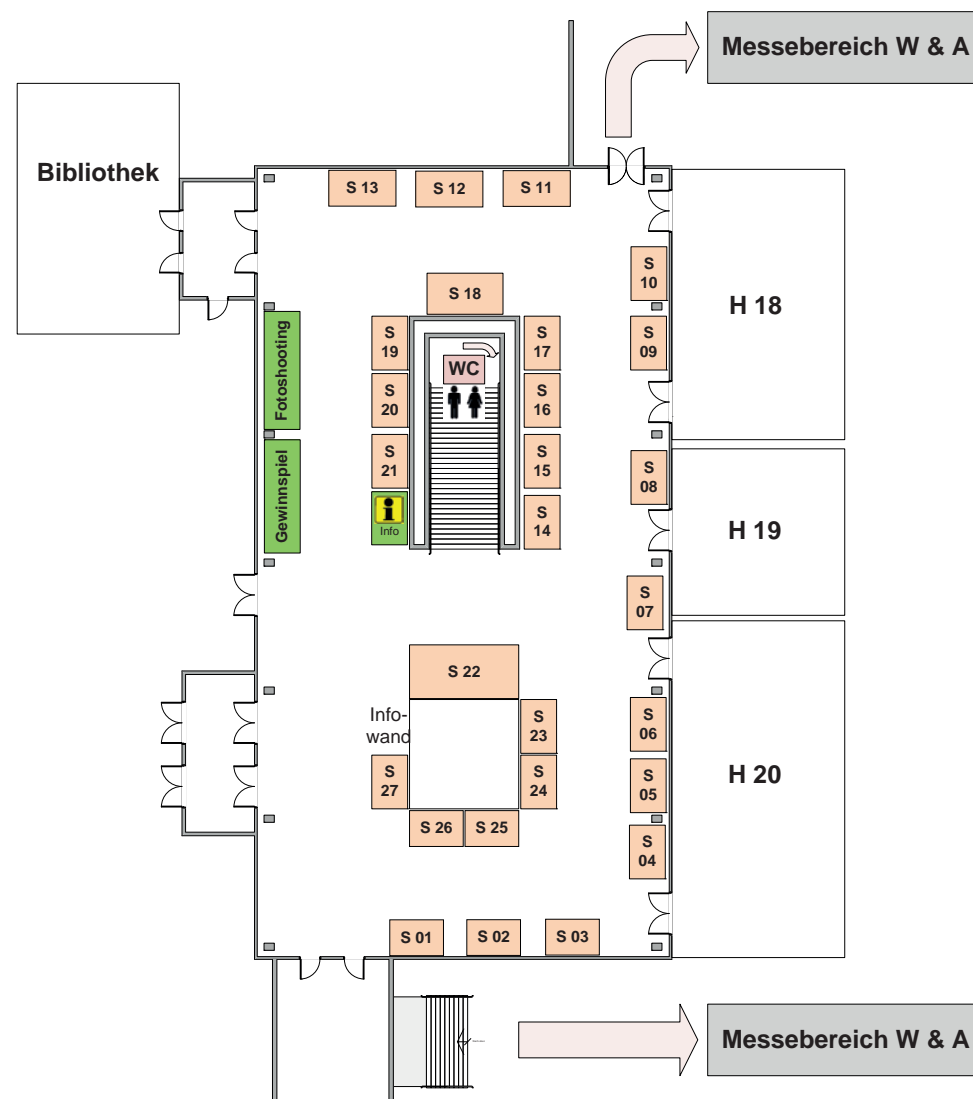 Messebereich W & A
Bibliothek
S 13
S 12
S 11
S
10
H 18
S 18
Fotoshooting
S
19
S
17
S
09
WC
S
20
S
16
Gewinnspiel
S
21
S
15
S
08
Info
S
14
H 19
S
07
S 22
Info-
wand
S
23
S
06
S
27
S
24
S
05
H 20
S 26
S 25
S
04
S 01
S 02
S 03
Messebereich W & A